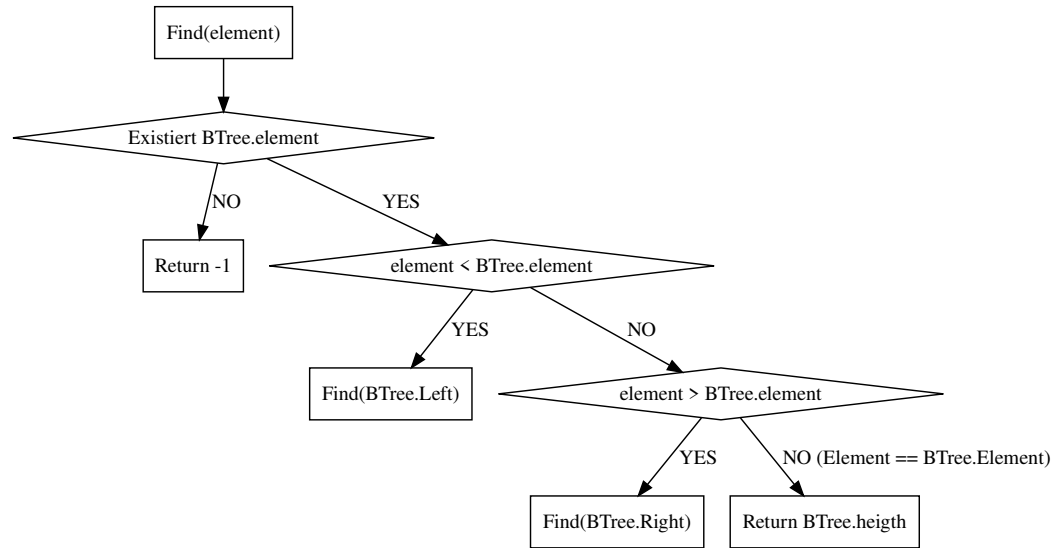 Find(element)
Existiert BTree.element
NO
YES
Return -1
element < BTree.element
YES
NO
Find(BTree.Left)
element > BTree.element
YES
NO (Element == BTree.Element)
Find(BTree.Right)
Return BTree.heigth